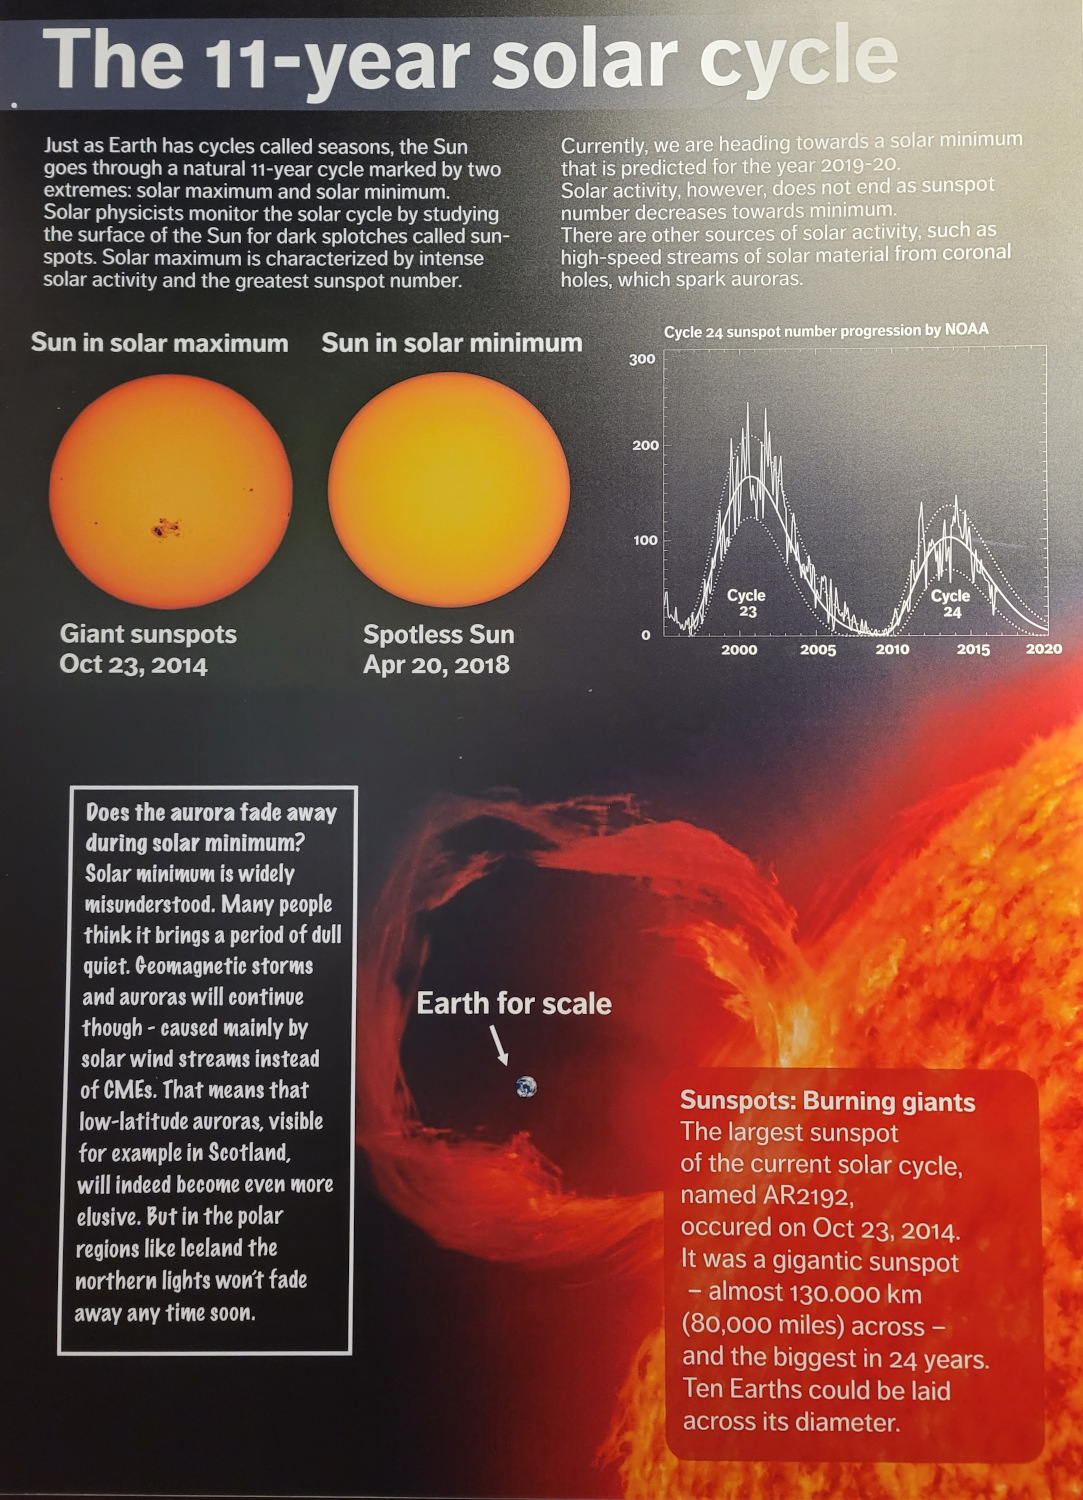 The 11-year solar cycle
Just as Earth has cycles called seasons, the Sun
goes through a natural 11-year cycle marked by two
extremes: solar maximum and solar minimum.
Solar physicists monitor the solar cycle by studying
the surface of the Sun for dark splotches called sun-
spots. Solar maximum is characterized by intense
solar activity and the greatest sunspot number.
Currently, we are heading towards a solar minimum
that is predicted for the year 2019-20.
Solar activity, however, does not end as sunspot
number decreases towards minimum.
There are other sources of solar activity, such as
high-speed streams of solar material from coronal
holes, which spark auroras.
Sun in solar maximum
Giant sunspots
Oct 23, 2014
Sun in solar minimum
Spotless Sun
Apr 20, 2018
Cycle 24 sunspot number progression by NOAA
300
200
100
0
Cycle
23
Cycle
24
2000 2005 2010 2015 2020
Does the aurora fade away
during solar minimum?
Solar minimum is widely
misunderstood. Many people
think it brings a period of dull
quiet. Geomagnetic storms
and auroras will continue
though - caused mainly by
solar wind streams instead
of CMEs. That means that
low-latitude auroras, visible
for example in Scotland,
will indeed become even more
elusive. But in the polar
regions like Iceland the
northern lights won't fade
away any time soon.
Earth for scale
Sunspots: Burning giants
The largest sunspot
of the current solar cycle,
named AR2192,
occured on Oct 23, 2014.
It was a gigantic sunspot
– almost 130.000 km
(80,000 miles) across –
and the biggest in 24 years.
Ten Earths could be laid
across its diameter.